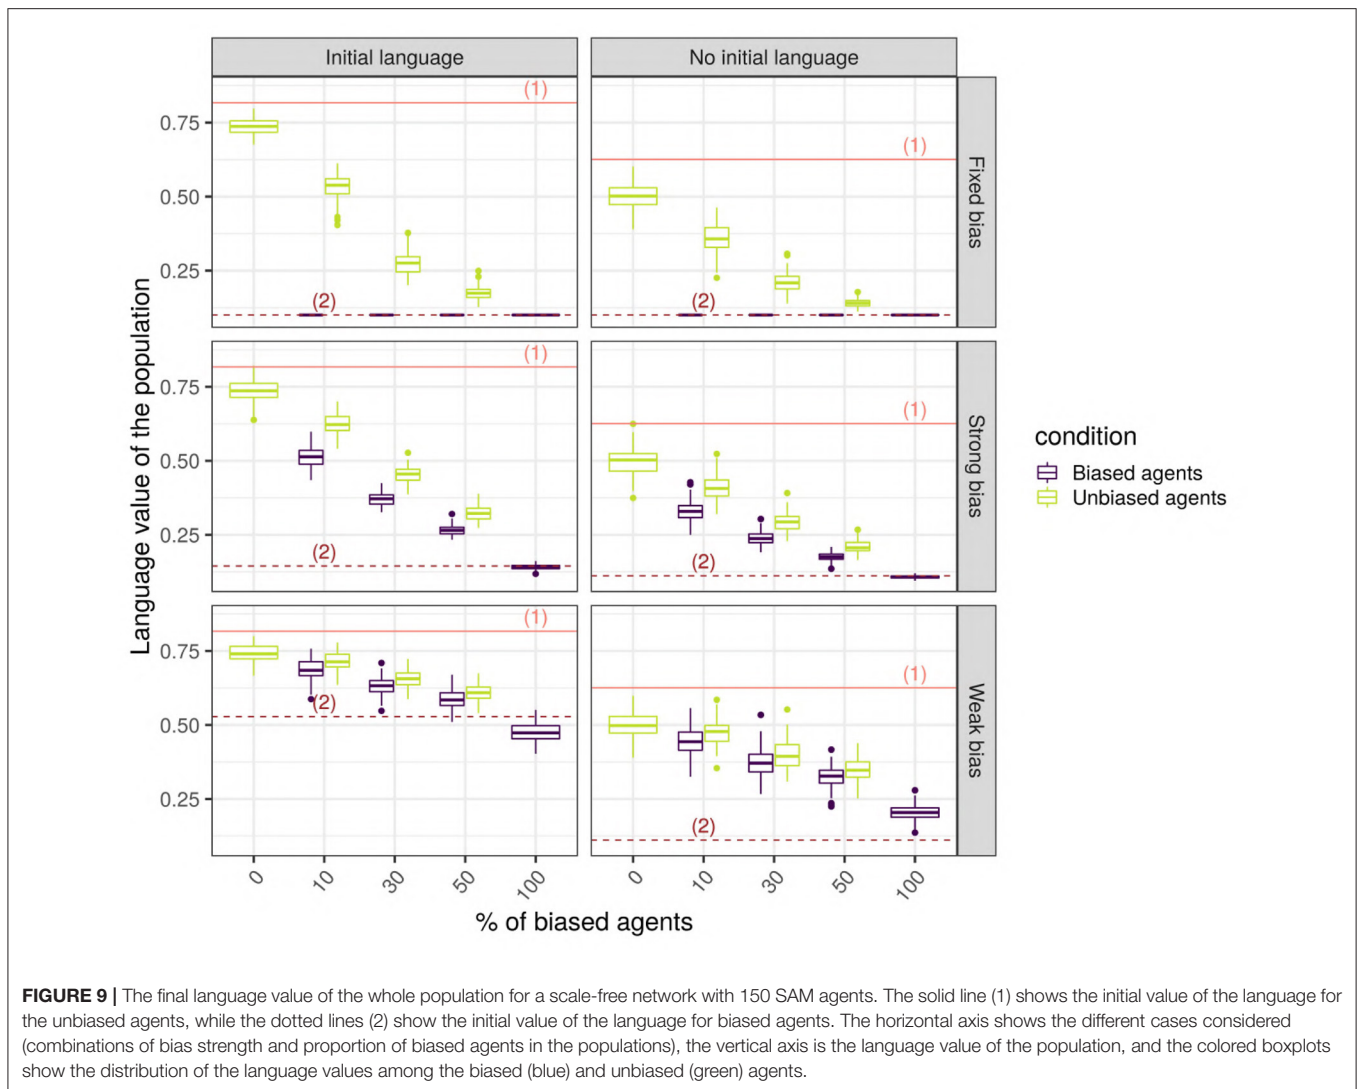 Initial language
No initial language
Language value of the population
0.75
0.50
0.25
(1)
(2)
(1)
(2)
Fixed bias
0.75
0.50
0.25
(1)
(2)
(1)
(2)
Strong bias
0.75
0.50
0.25
(1)
(2)
(1)
(2)
Weak bias
0
10
30
50
100
0
10
30
50
100
% of biased agents
condition
Biased agents
Unbiased agents
FIGURE 9 | The final language value of the whole population for a scale-free network with 150 SAM agents. The solid line (1) shows the initial value of the language for
the unbiased agents, while the dotted lines (2) show the initial value of the language for biased agents. The horizontal axis shows the different cases considered
(combinations of bias strength and proportion of biased agents in the populations), the vertical axis is the language value of the population, and the colored boxplots
show the distribution of the language values among the biased (blue) and unbiased (green) agents.